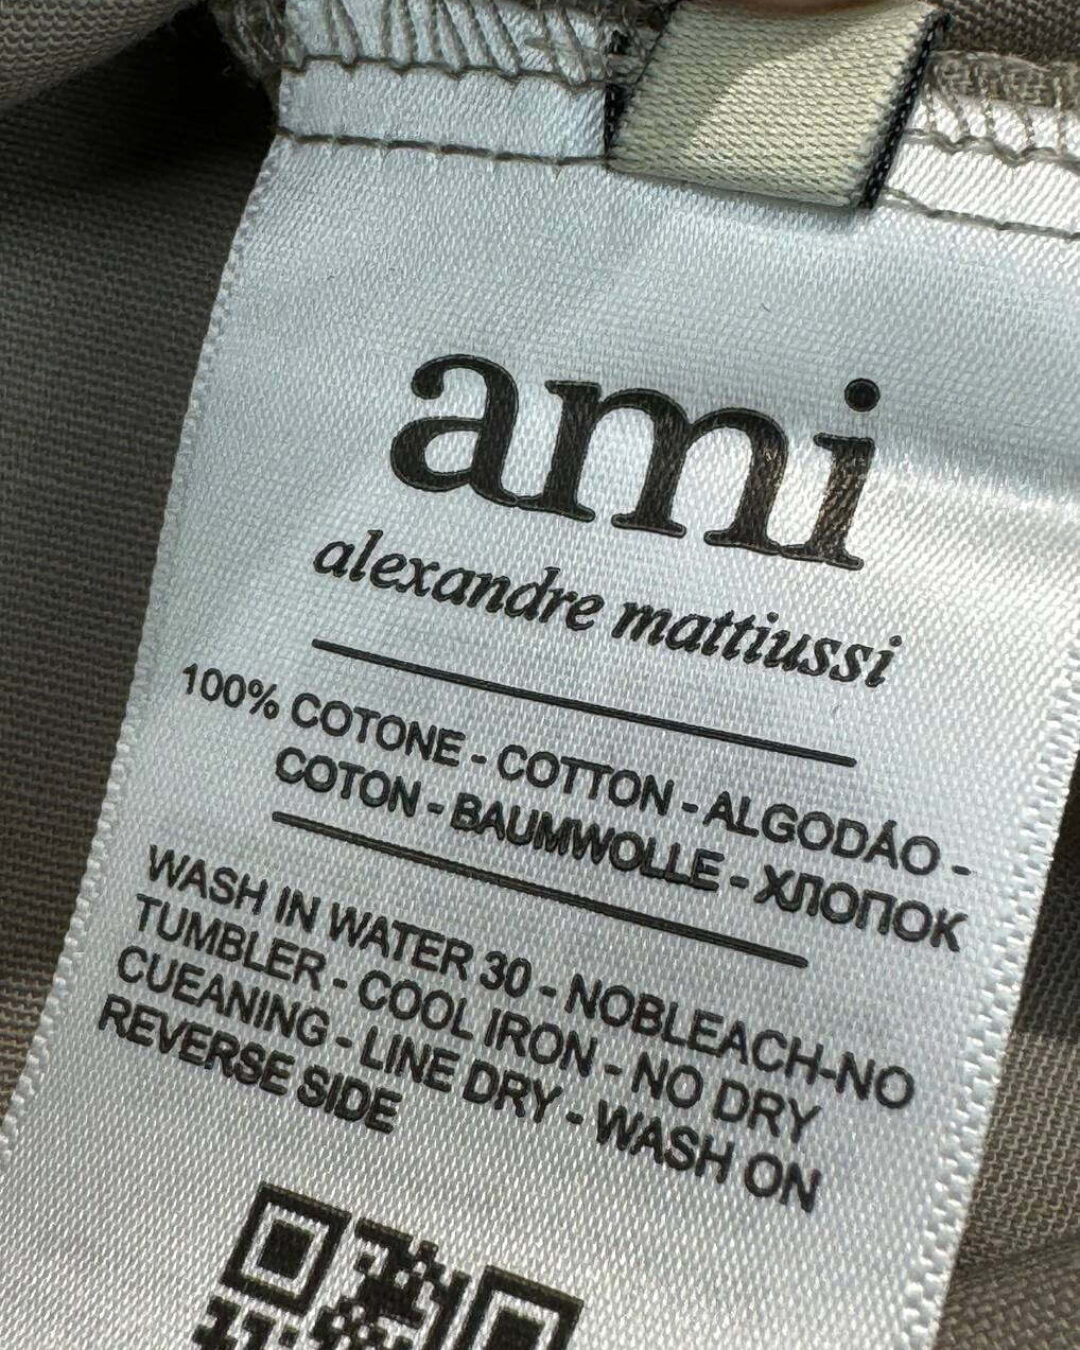 ami
alexandre mattiussi
100% COTONE - COTTON - ALGODÁO -
COTON - BAUMWOLLE - ХЛОПОК
WASH IN WATER 30 - NOBLEACH-NO
TUMBLER - COOL IRON - NO DRY
CUEANING - LINE DRY - WASH ON
REVERSE SIDE